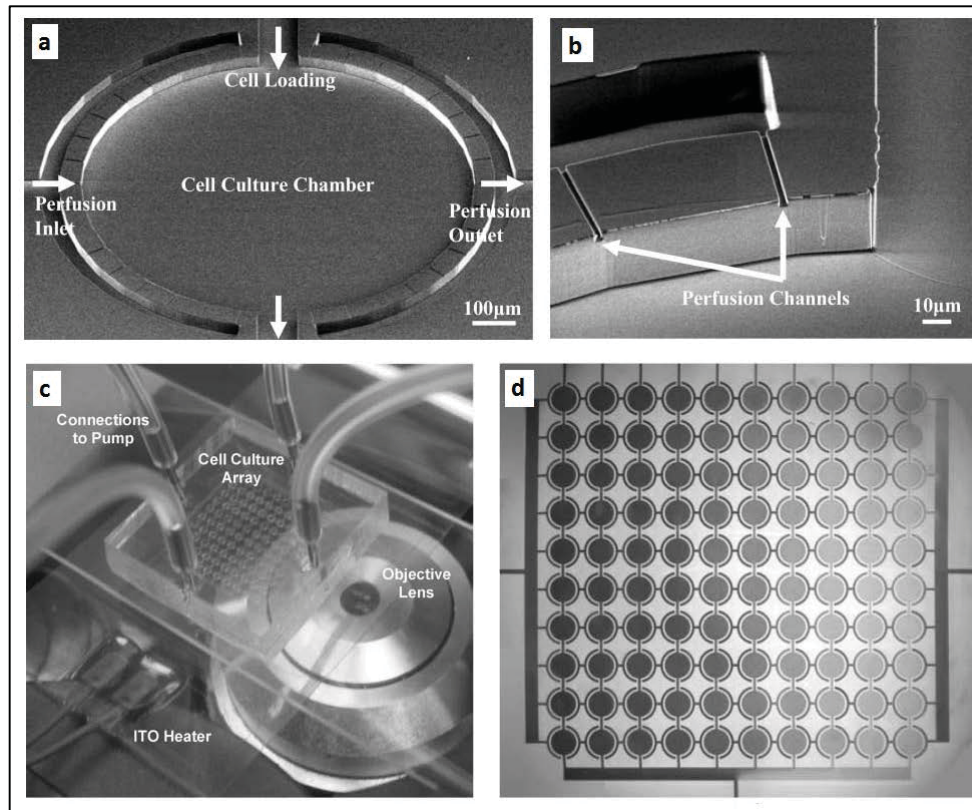 a
Cell Loading
Cell Culture Chamber
Perfusion
Inlet
Perfusion
Outlet
100µm
b
Perfusion Channels
10µm
c
Connections
to Pump
Cell Culture
Array
Objective
Lens
ITO Heater
d